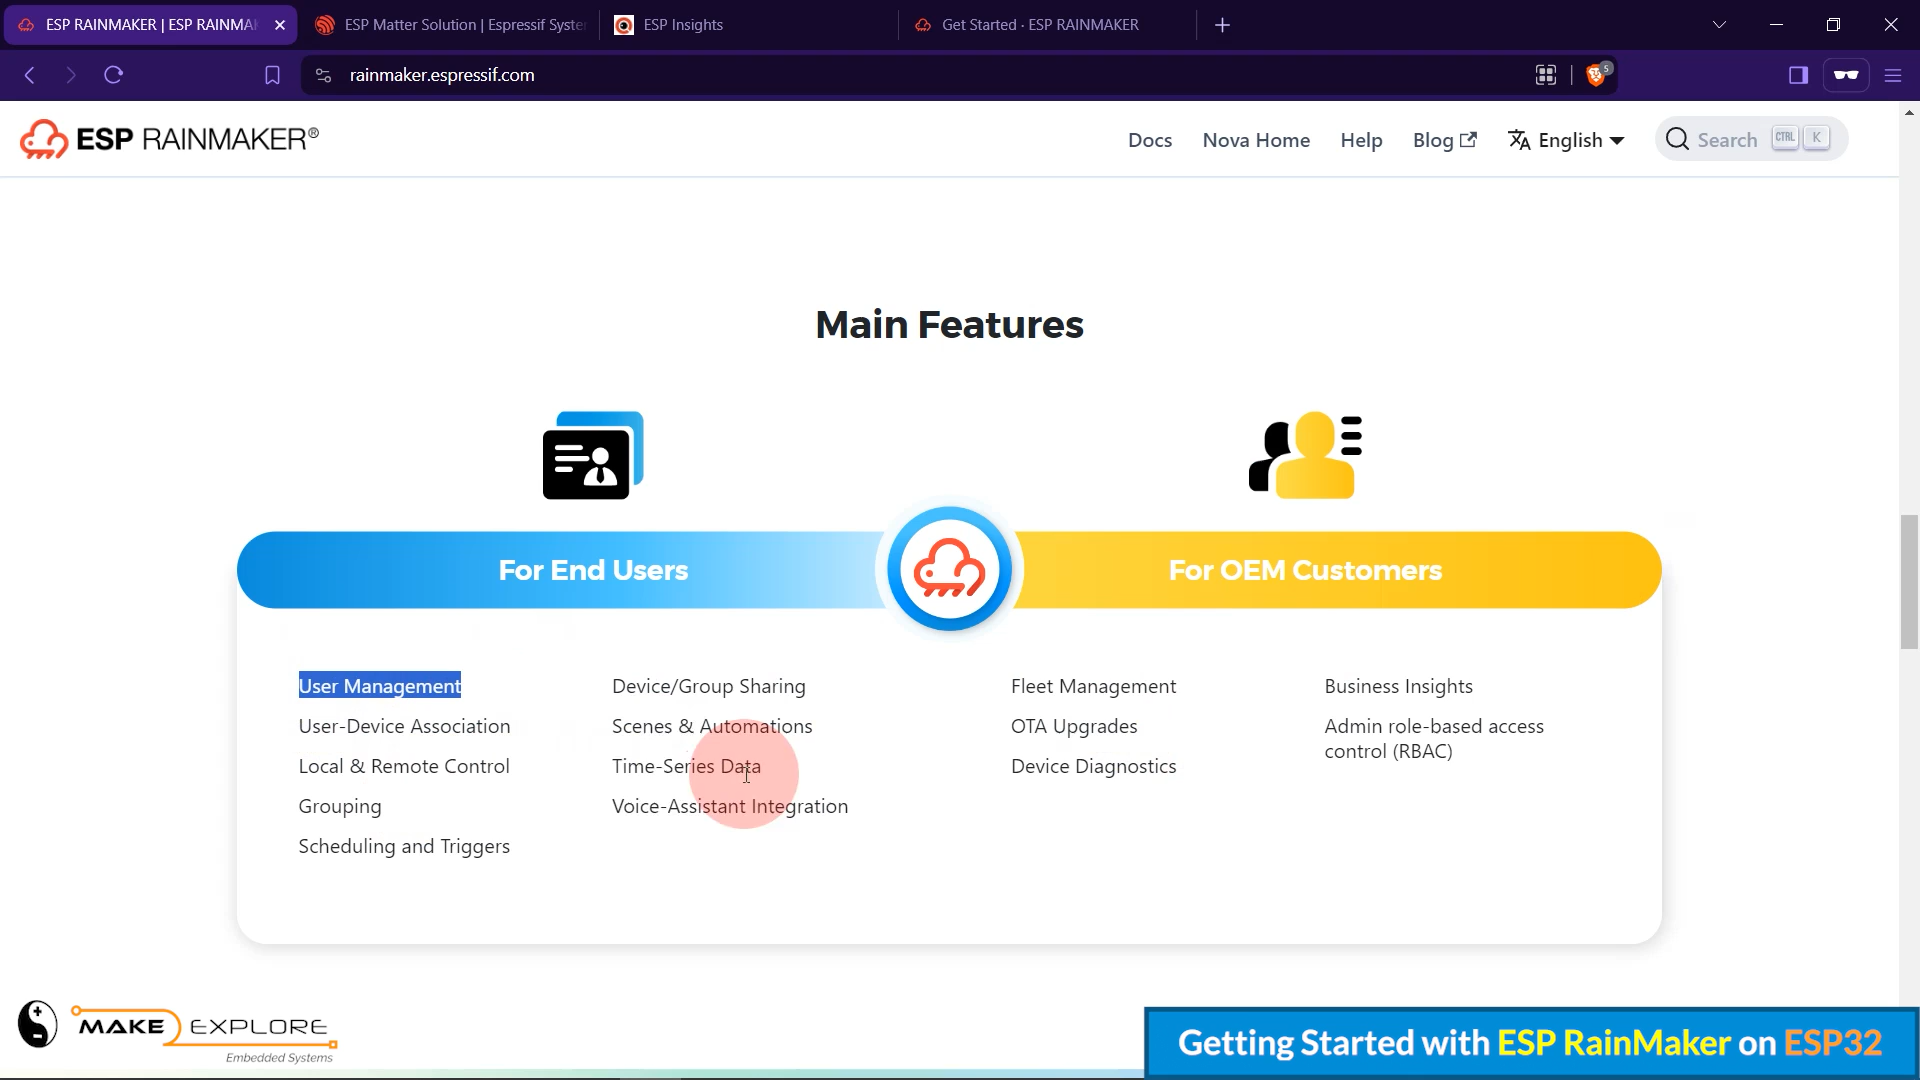 ESP RAINMAKER | ESP RAINMA
ESP Matter Solution | Espressif Syste
ESP Insights
Get Started · ESP RAINMAKER
rainmaker.espressif.com
5
ESP RAINMAKER®
Docs
Nova Home
Help
Blog
English
Search
CTRL
K
Main Features
For End Users
For OEM Customers
User Management
User-Device Association
Local & Remote Control
Grouping
Scheduling and Triggers
Device/Group Sharing
Scenes & Automations
Time-Series Data
Voice-Assistant Integration
Fleet Management
OTA Upgrades
Device Diagnostics
Business Insights
Admin role-based access
control (RBAC)
MAKE EXPLORE
Embedded Systems
Getting Started with ESP RainMaker on ESP32